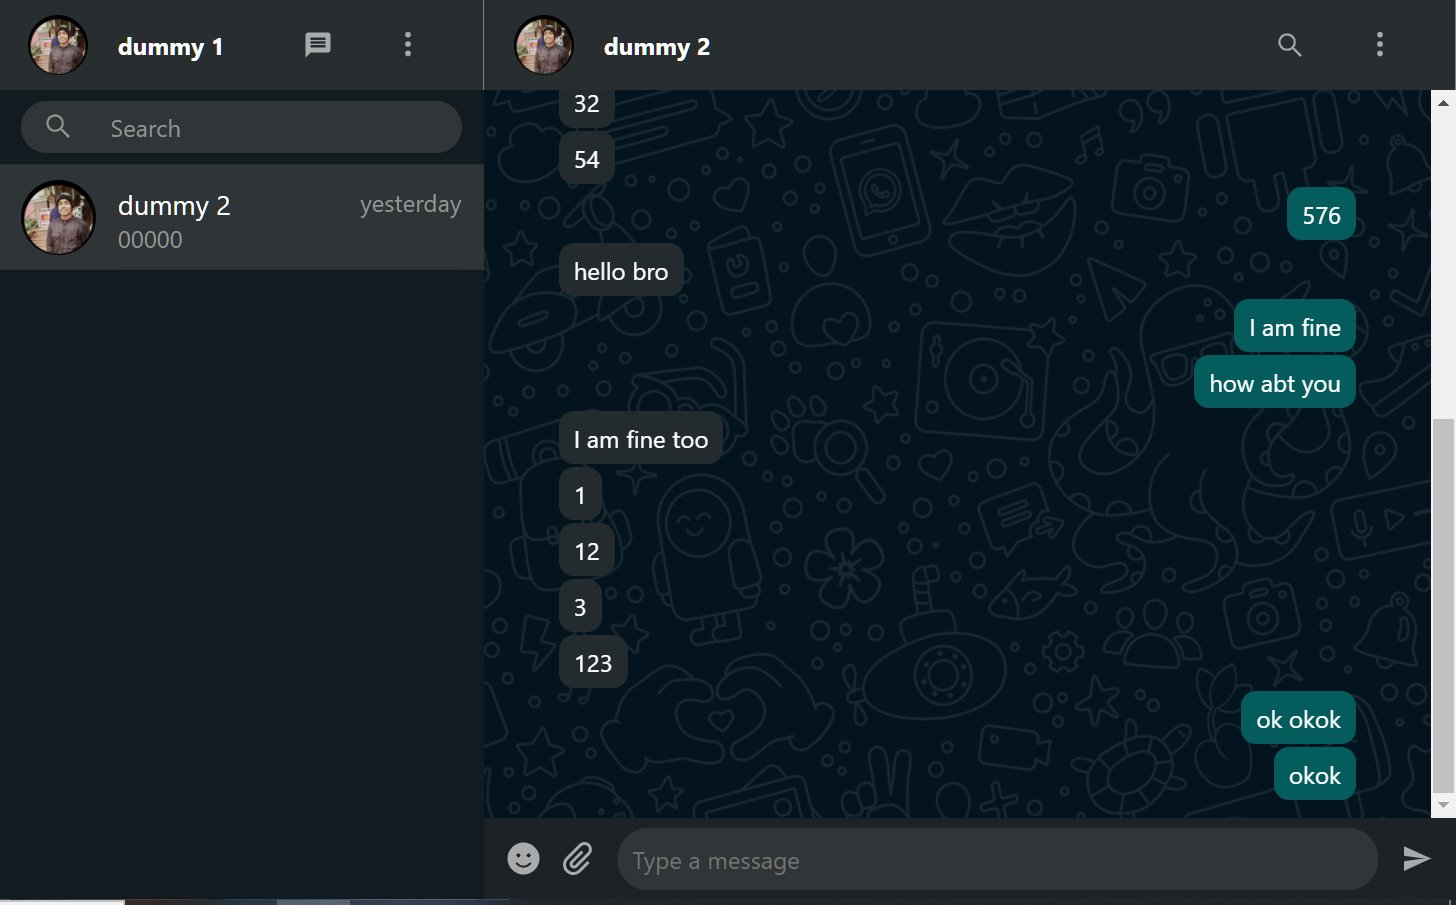 dummy 1
Search
dummy 2
yesterday
00000
dummy 2
32
54
576
hello bro
I am fine
how abt you
I am fine too
1
12
3
123
ok okok
okok
Type a message